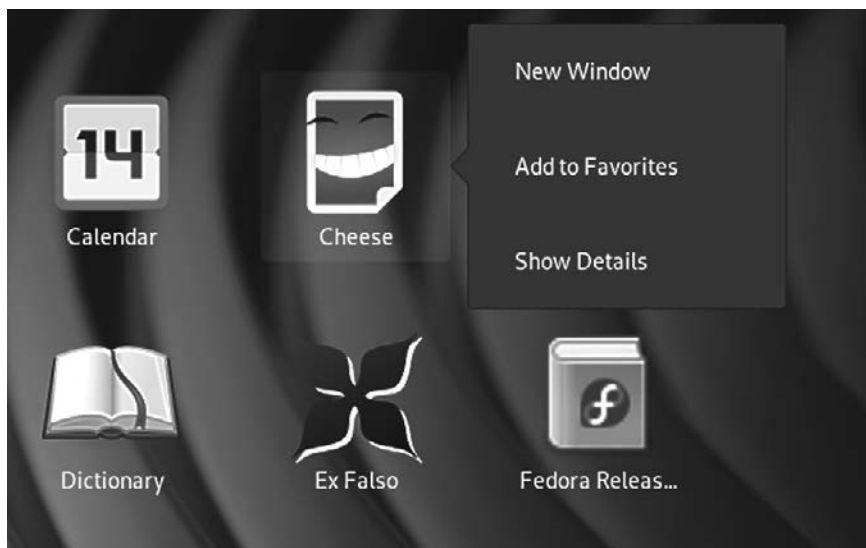 14
Calendar
Cheese
New Window
Add to Favorites
Show Details
Dictionary
Ex Falso
Fedora Releas...